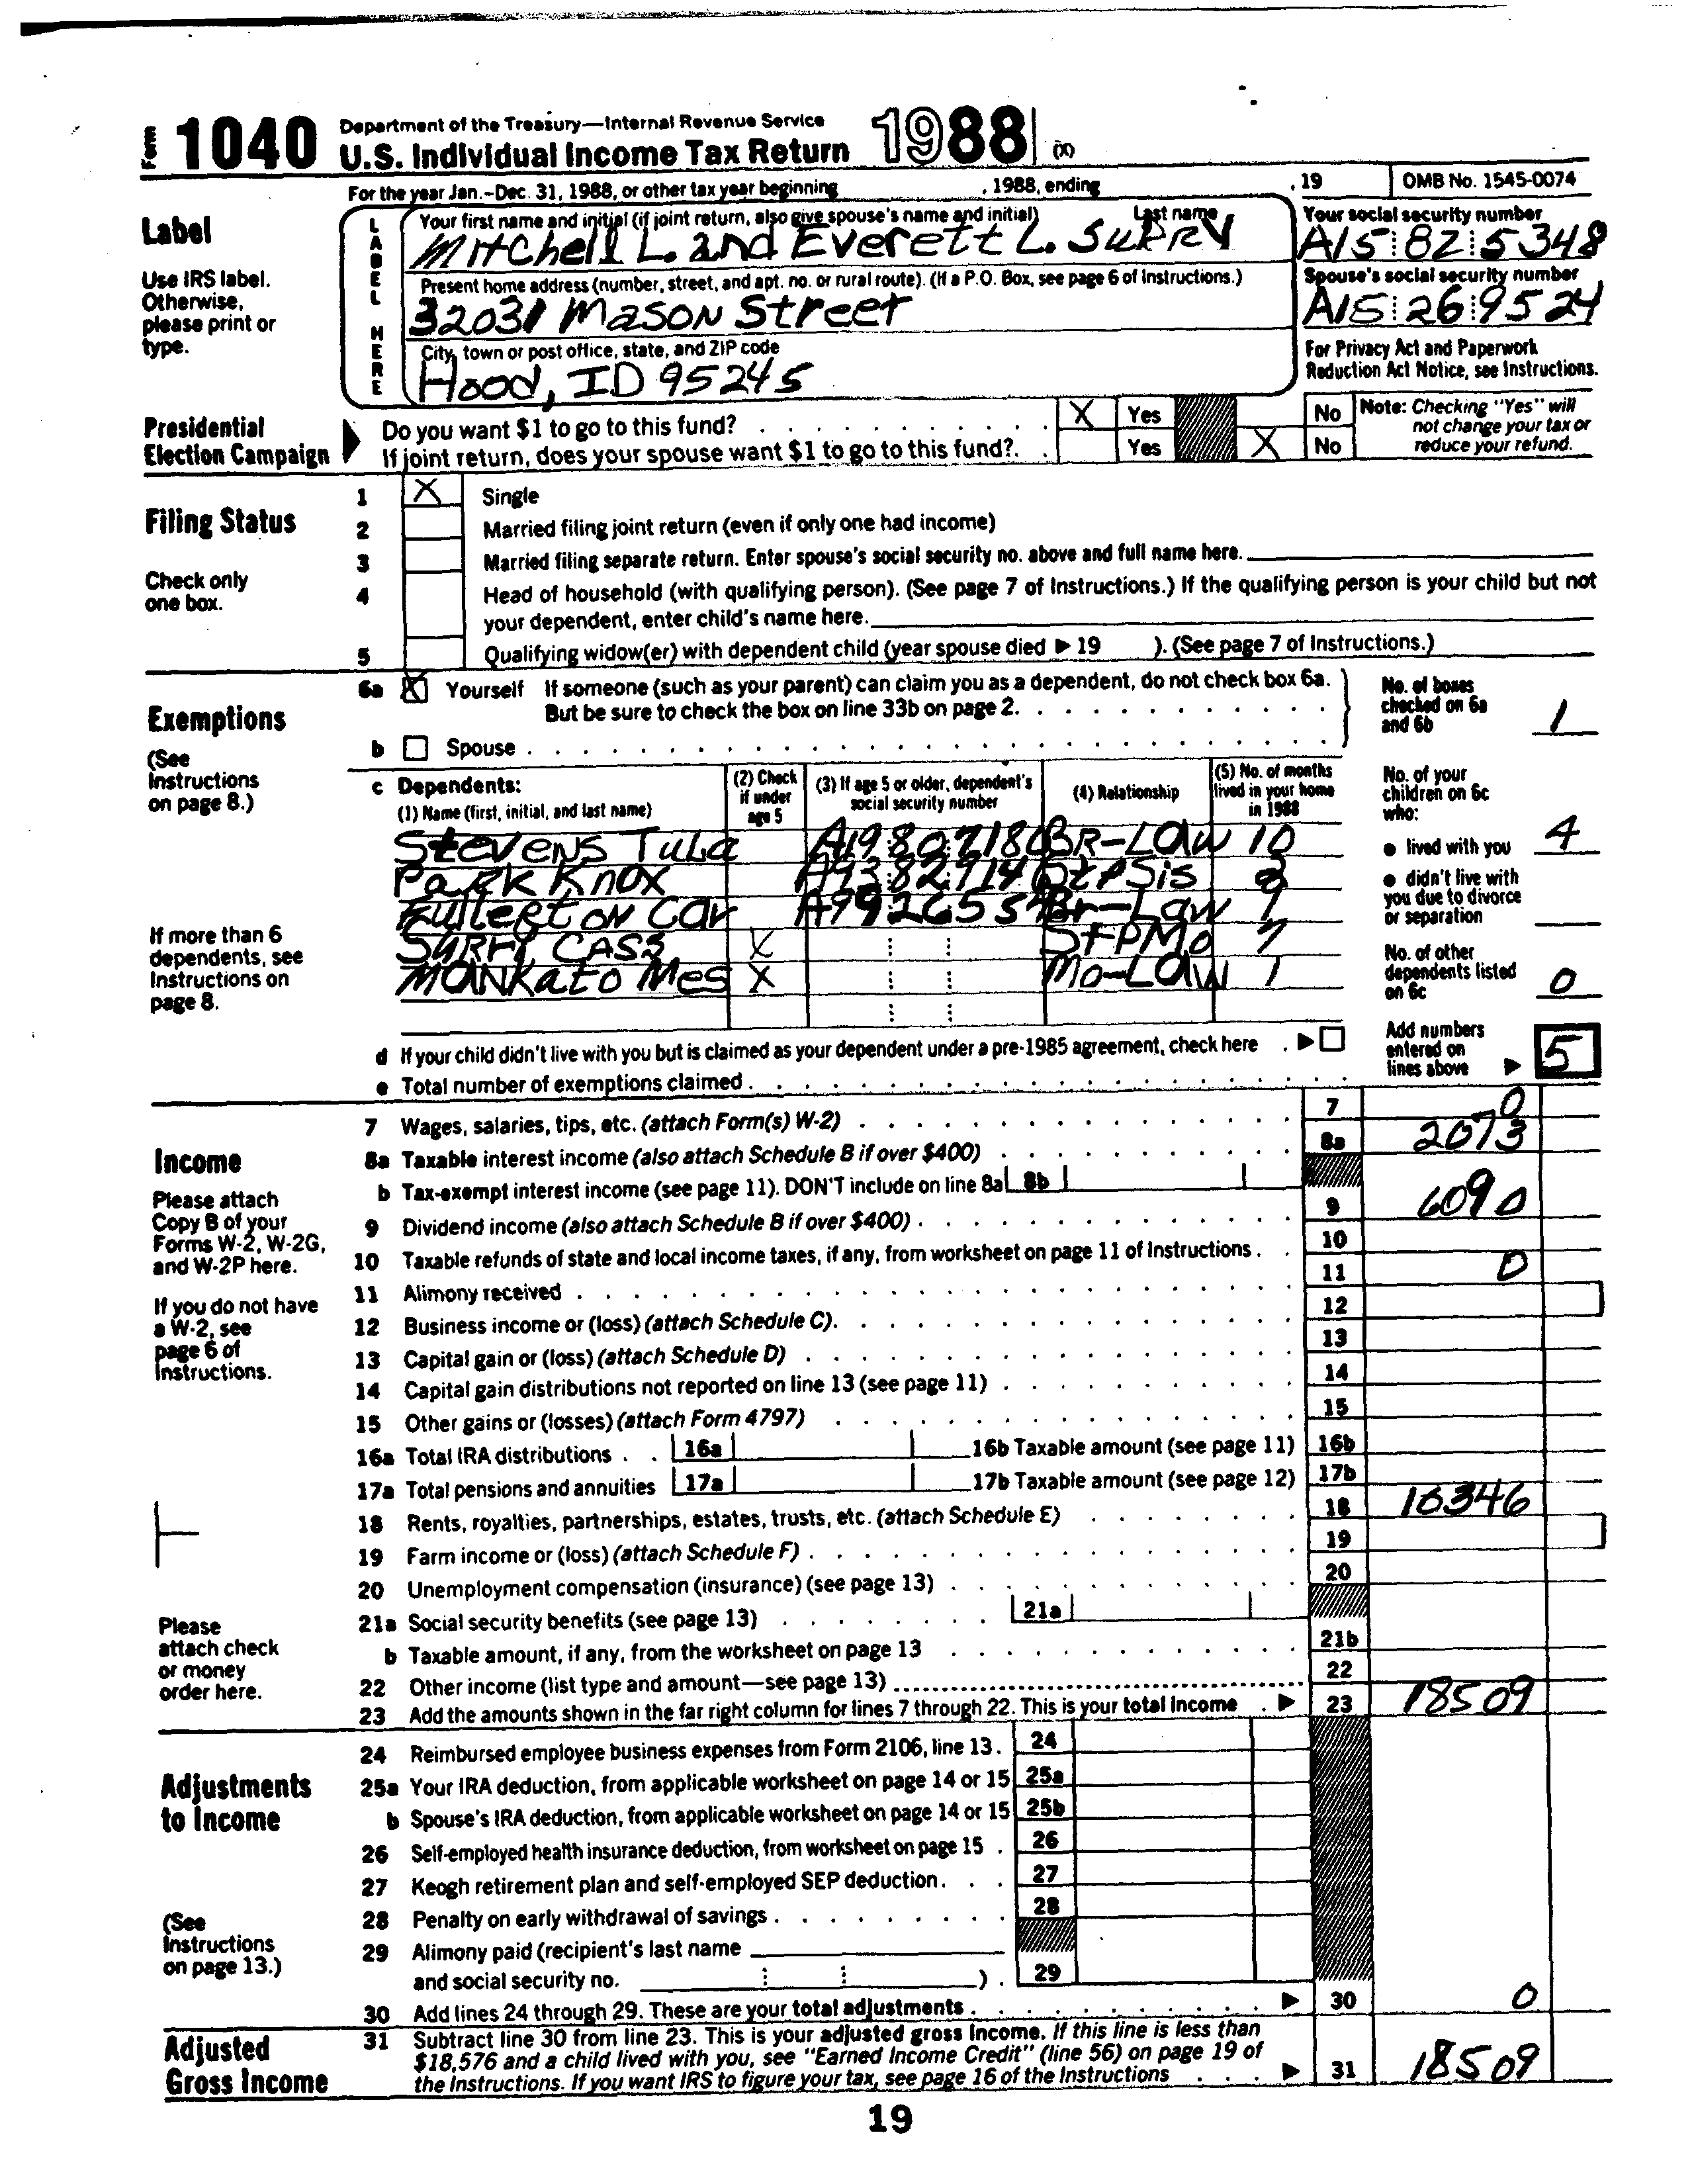 Form 1040 Department of the Treasury—Internal Revenue Service
U.S. Individual Income Tax Return 1988 (X)
For the year Jan.-Dec. 31, 1988, or other tax year beginning , 1988, ending , 19 OMB No. 1545-0074
Label
Use IRS label. Otherwise, please print or type.
LABEL HERE
Your first name and initial (if joint return, also give spouse's name and initial) Last name
Mitchell L. and Everett L. Supry
Your social security number
A15 82 5348
Present home address (number, street, and apt. no. or rural route). (If a P.O. Box, see page 6 of Instructions.)
32031 Mason Street
Spouse's social security number
A15 26 9524
City, town or post office, state, and ZIP code
Hood, ID 95245
For Privacy Act and Paperwork Reduction Act Notice, see Instructions.
Presidential Election Campaign
Do you want $1 to go to this fund? X Yes No
If joint return, does your spouse want $1 to go to this fund? Yes X No
Note: Checking "Yes" will not change your tax or reduce your refund.
Filing Status
Check only one box.
1 X Single
2 Married filing joint return (even if only one had income)
3 Married filing separate return. Enter spouse's social security no. above and full name here.
4 Head of household (with qualifying person). (See page 7 of Instructions.) If the qualifying person is your child but not
your dependent, enter child's name here.
5 Qualifying widow(er) with dependent child (year spouse died ▶ 19 ). (See page 7 of Instructions.)
Exemptions
(See Instructions on page 8.)
If more than 6 dependents, see Instructions on page 8.
6a X Yourself If someone (such as your parent) can claim you as a dependent, do not check box 6a.
But be sure to check the box on line 33b on page 2.
b Spouse
No. of boxes checked on 6a and 6b 1
c Dependents:
(1) Name (first, initial, and last name) (2) Check if under age 5 (3) If age 5 or older, dependent's social security number (4) Relationship (5) No. of months lived in your home in 1988
Stevens Tula A19807180 BR-LAW 10
Park Knox StPSis
Fullerton Car Br-Law
CASS X STPMO 7
Mankato Mes X Mo-LAW 1
No. of your children on 6c who:
● lived with you 4
● didn't live with you due to divorce or separation
No. of other dependents listed on 6c 0
d If your child didn't live with you but is claimed as your dependent under a pre-1985 agreement, check here ▶
e Total number of exemptions claimed
Add numbers entered on lines above ▶ 5
Income
Please attach Copy B of your Forms W-2, W-2G, and W-2P here.
If you do not have a W-2, see page 6 of Instructions.
Please attach check or money order here.
7 Wages, salaries, tips, etc. (attach Form(s) W-2) 7 0
8a Taxable interest income (also attach Schedule B if over $400) 8a 2073
b Tax-exempt interest income (see page 11). DON'T include on line 8a 8b
9 Dividend income (also attach Schedule B if over $400) 9 6090
10 Taxable refunds of state and local income taxes, if any, from worksheet on page 11 of Instructions. 10
11 Alimony received 11 0
12 Business income or (loss) (attach Schedule C). 12
13 Capital gain or (loss) (attach Schedule D) 13
14 Capital gain distributions not reported on line 13 (see page 11) 14
15 Other gains or (losses) (attach Form 4797) 15
16a Total IRA distributions 16a 16b Taxable amount (see page 11) 16b
17a Total pensions and annuities 17a 17b Taxable amount (see page 12) 17b
18 Rents, royalties, partnerships, estates, trusts, etc. (attach Schedule E) 18 10346
19 Farm income or (loss) (attach Schedule F) 19
20 Unemployment compensation (insurance) (see page 13) 20
21a Social security benefits (see page 13) 21a
b Taxable amount, if any, from the worksheet on page 13 21b
22 Other income (list type and amount—see page 13) 22
23 Add the amounts shown in the far right column for lines 7 through 22. This is your total income ▶ 23 18509
Adjustments to Income
(See Instructions on page 13.)
24 Reimbursed employee business expenses from Form 2106, line 13. 24
25a Your IRA deduction, from applicable worksheet on page 14 or 15 25a
b Spouse's IRA deduction, from applicable worksheet on page 14 or 15 25b
26 Self-employed health insurance deduction, from worksheet on page 15 26
27 Keogh retirement plan and self-employed SEP deduction 27
28 Penalty on early withdrawal of savings 28
29 Alimony paid (recipient's last name
and social security no. ) 29
30 Add lines 24 through 29. These are your total adjustments ▶ 30 0
Adjusted Gross Income
31 Subtract line 30 from line 23. This is your adjusted gross income. If this line is less than
$18,576 and a child lived with you, see "Earned Income Credit" (line 56) on page 19 of
the Instructions. If you want IRS to figure your tax, see page 16 of the Instructions ▶ 31 18509
19